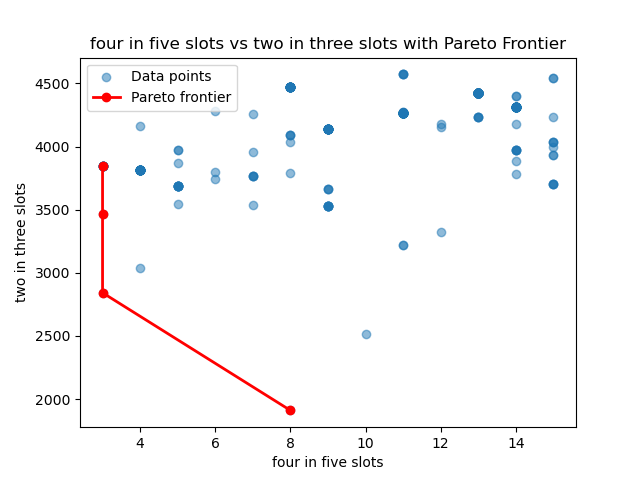 four in five slots vs two in three slots with Pareto Frontier
Data points
Pareto frontier
4500
4000
3500
3000
2500
2000
two in three slots
4 6 8 10 12 14
four in five slots